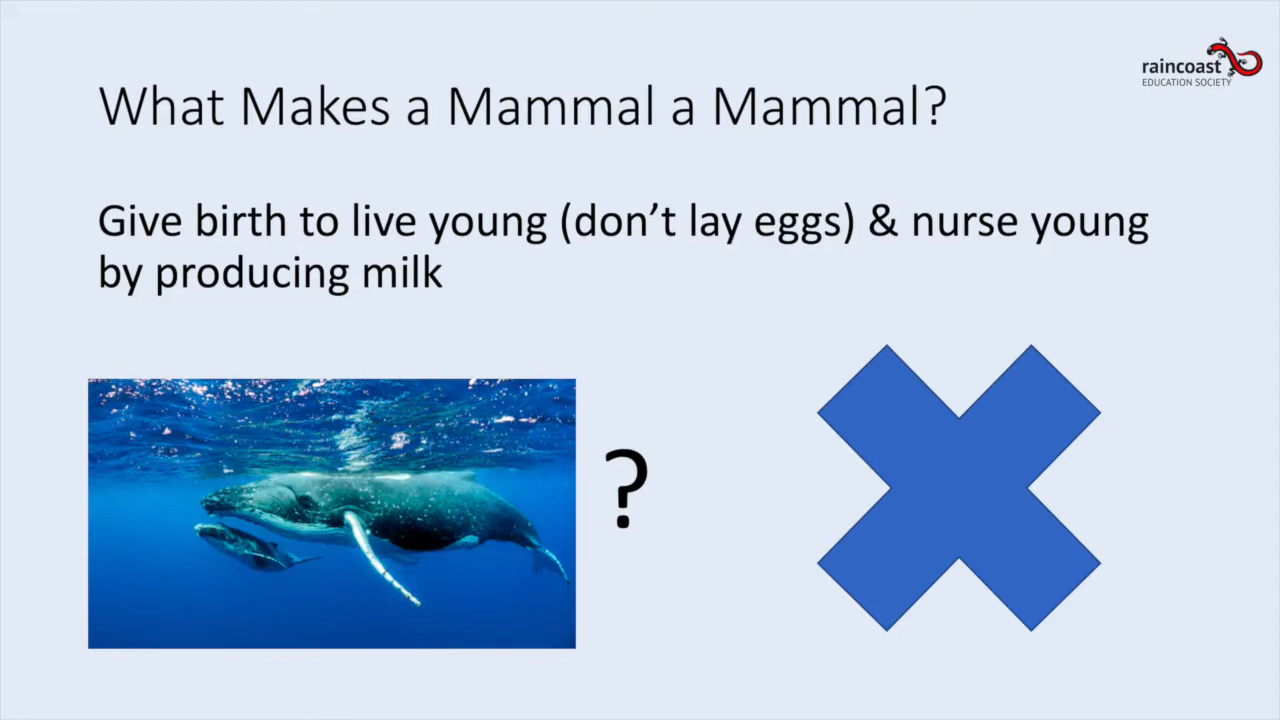 raincoast
EDUCATION SOCIETY
What Makes a Mammal a Mammal?
Give birth to live young (don’t lay eggs) & nurse young
by producing milk
?